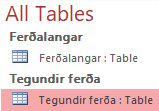 All Tables
Ferðalangar
Ferðalangar : Table
Tegundir ferða
Tegundir ferða : Table